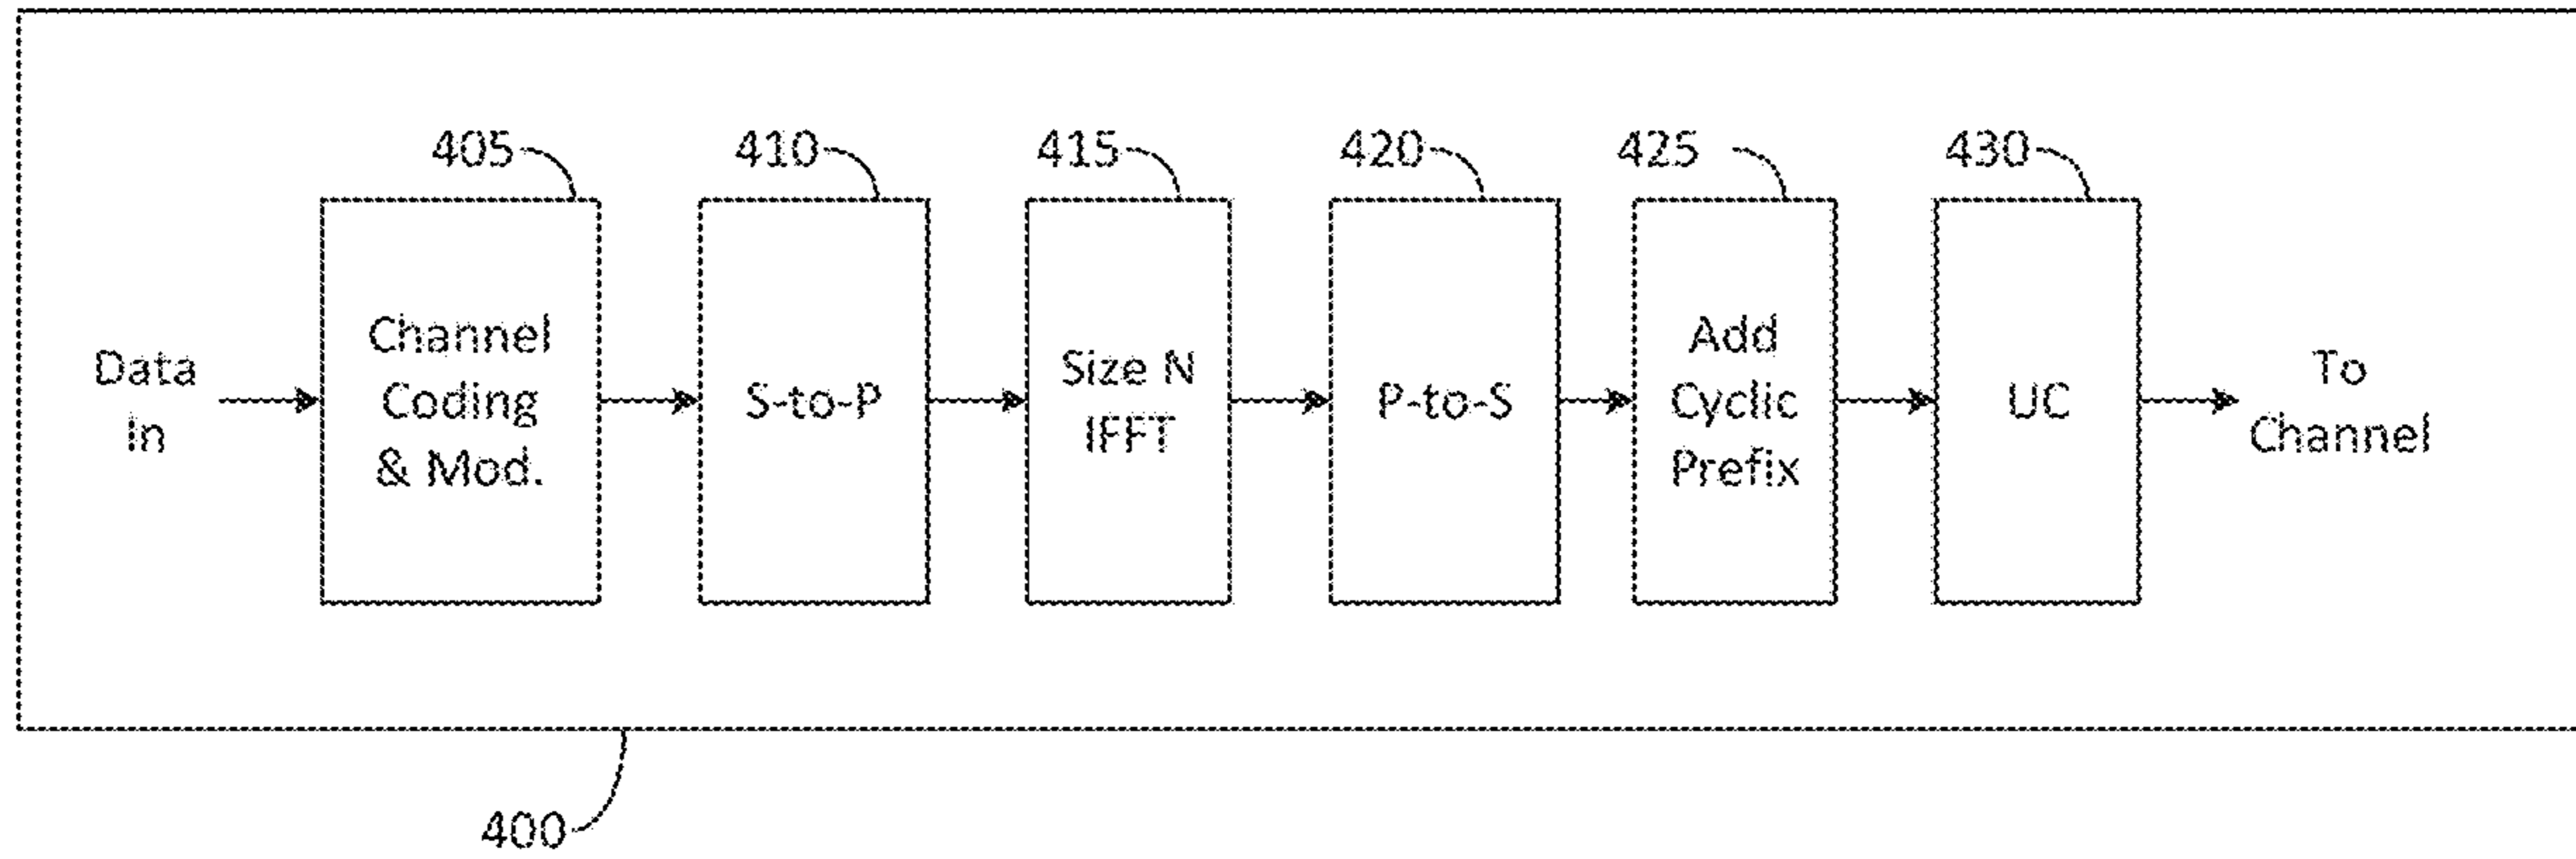 405
410
415
420
425
430
Data
In
Channel
Coding
& Mod.
S-to-P
Size N
IFFT
P-to-S
Add
Cyclic
Prefix
UC
To
Channel
400